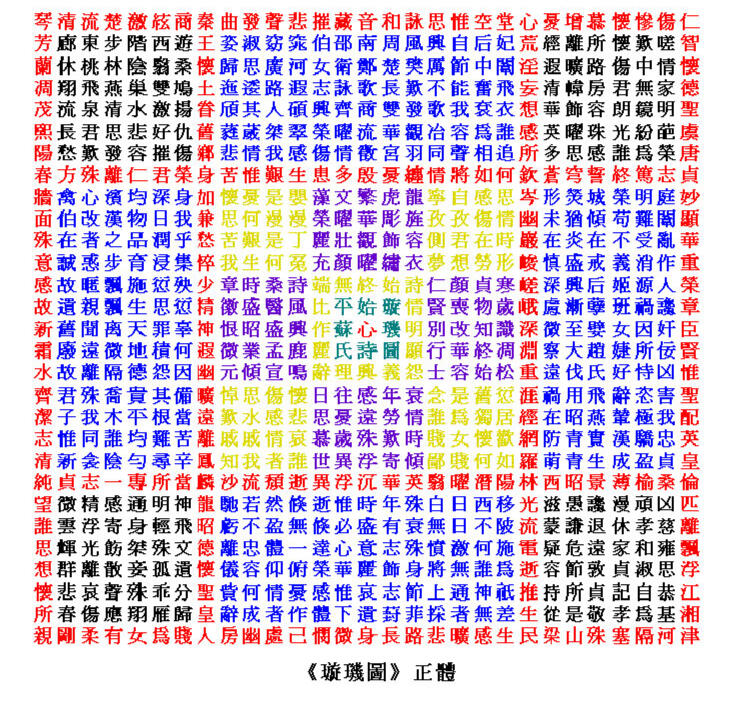 琴清流楚激絃商秦曲發聲悲摧藏音和詠思惟空堂心憂增慕懷慘傷仁
芳廊東步階西遊王姿淑窈窕伯邵南周風興自后妃荒經離所懷歎嗟智
蘭休桃林陰翳桑懷歸思廣河女衛鄭楚樊厲節中闈淫遐曠路傷中情懷
凋翔飛燕巢雙鳩土迤逶路遐志詠歌長歎不能奮飛妄清幃房君無家德
茂流泉清水激揚眷頎其人碩興齊商雙發歌我袞衣想華飾容朗鏡明聖
熙長君思悲好仇舊蕤葳桀翠榮曜流華觀冶容爲誰感英曜珠光紛葩虞
陽愁歎發容摧傷鄉悲情我感傷情徵宮羽同聲相追所多思感誰爲榮唐
春方殊離仁君榮身苦惟艱生患多殷憂纏情將如何欽蒼穹誓終篤志貞
牆禽心濱均深身加懷憂是嬰藻文繁虎龍寧自感思岑形熒城榮明庭妙
面伯改漢物日我兼思何漫漫榮曜華彫旌孜孜傷情幽未猶傾苟難闈顯
殊在者之品潤乎愁苦艱是丁麗壯觀飾容側君在時巖在炎在不受亂華
意誠惑步育浸集悴我生何冤充顏曜繡衣夢想勞形峻慎盛戒義消作重
感故暱飄施愆殃少章時桑詩端無終始詩仁顏貞寒嵯深興后姬源人榮
故遺親飄生思愆精徽盛醫風比平始璇情賢喪物歲峨慮漸孽班禍讒章
新舊聞離天罪辜神恨昭盛興作蘇心璣明別改知識深微至嬖女因奸臣
霜廢遠微地積何遐微業孟鹿麗氏詩圖顯行華終凋淵察大趙婕所佞賢
水故離隔德怨因幽元傾宣鳴辭理興義怨士容始松重遠伐氏好恃凶惟
齊君殊喬貴其備曠悼思傷懷日往感年衰念是舊愆涯禍用飛辭恣害聖
潔子我木平根當遠歎水感悲思憂遠勞情誰爲獨居經在昭燕輦極我配
志惟同誰均難苦離戚戚情哀慕歲殊歎時賤女懷歡網防青實漢驕忠英
清新衾陰勻尋辛鳳知我者誰世異浮寄傾鄙賤何如羅萌青生成盈貞皇
純貞志一專所當麟沙流頹逝異浮沉華英翳曜潛陽林西昭景薄榆桑倫
望微精感通明神龍馳若然倏逝惟時年殊白日西移光滋愚讒漫頑凶匹
誰雲浮寄身輕飛昭虧不盈無倏必盛有衰無日不陂流蒙謙退休孝慈離
思輝光飭桀殊文德離忠體一達心意志殊憤激何施電疑危遠家和雍飄
想群離散妾孤遺懷儀容仰俯榮華麗飾身將無誰爲逝容節敦貞淑思浮
懷悲哀聲殊乖分聖貲何情憂感惟哀志節上通神祇推持所貞記自恭江
所春傷應翔雁歸皇辭成者作體下遺葑菲採者無差生從是敬孝爲基湘
親剛柔有女爲賤人房幽處己憫微身長路悲曠感生民梁山殊塞隔河津
《璇璣圖》正體